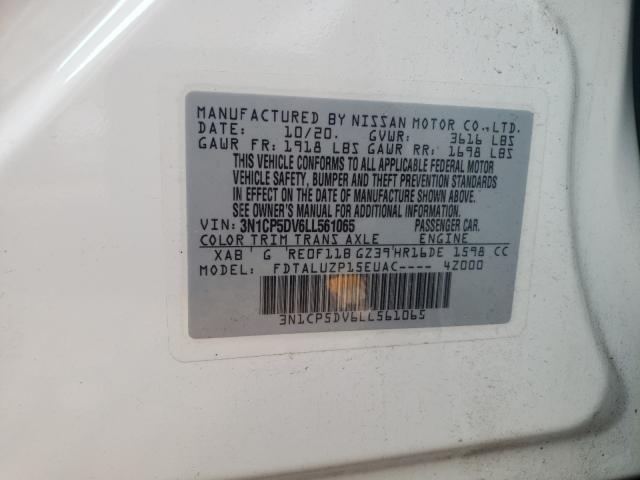 MANUFACTURED BY NISSAN MOTOR CO.,LTD.
DATE: 10/20. GVWR: 3616 LBS
GAWR FR: 1918 LBS GAWR RR: 1698 LBS
THIS VEHICLE CONFORMS TO ALL APPLICABLE FEDERAL MOTOR
VEHICLE SAFETY, BUMPER AND THEFT PREVENTION STANDARDS
IN EFFECT ON THE DATE OF MANUFACTURE SHOWN ABOVE.
SEE OWNER'S MANUAL FOR ADDITIONAL INFORMATION.
VIN: 3N1CP5DV6LL561065 PASSENGER CAR.
COLOR TRIM TRANS AXLE ENGINE
XAB G RE0F11B GZ39 HR16DE 1598 CC
MODEL: FDTALUZP15EUAC---- 4Z000
3N1CP5DV6LL561065